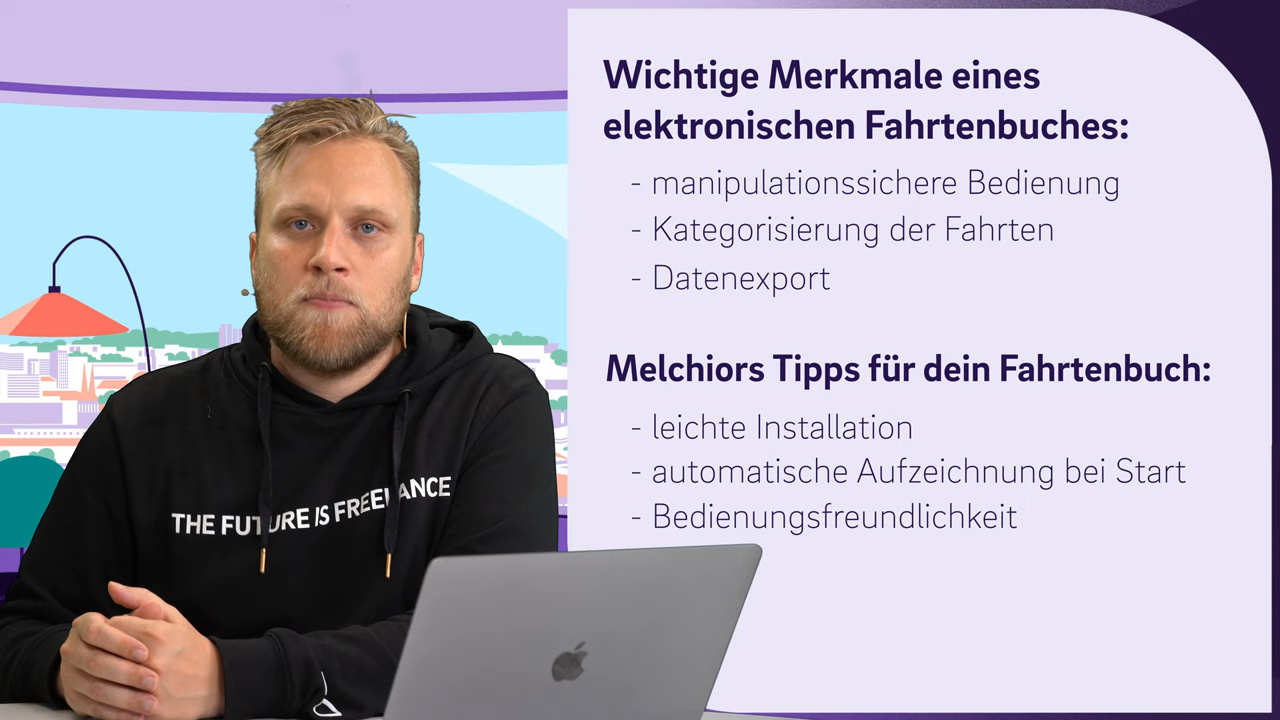 Wichtige Merkmale eines
elektronischen Fahrtenbuches:
- manipulationssichere Bedienung
- Kategorisierung der Fahrten
- Datenexport
Melchiors Tipps für dein Fahrtenbuch:
- leichte Installation
- automatische Aufzeichnung bei Start
- Bedienungsfreundlichkeit
THE FUTURE IS FREELANCE